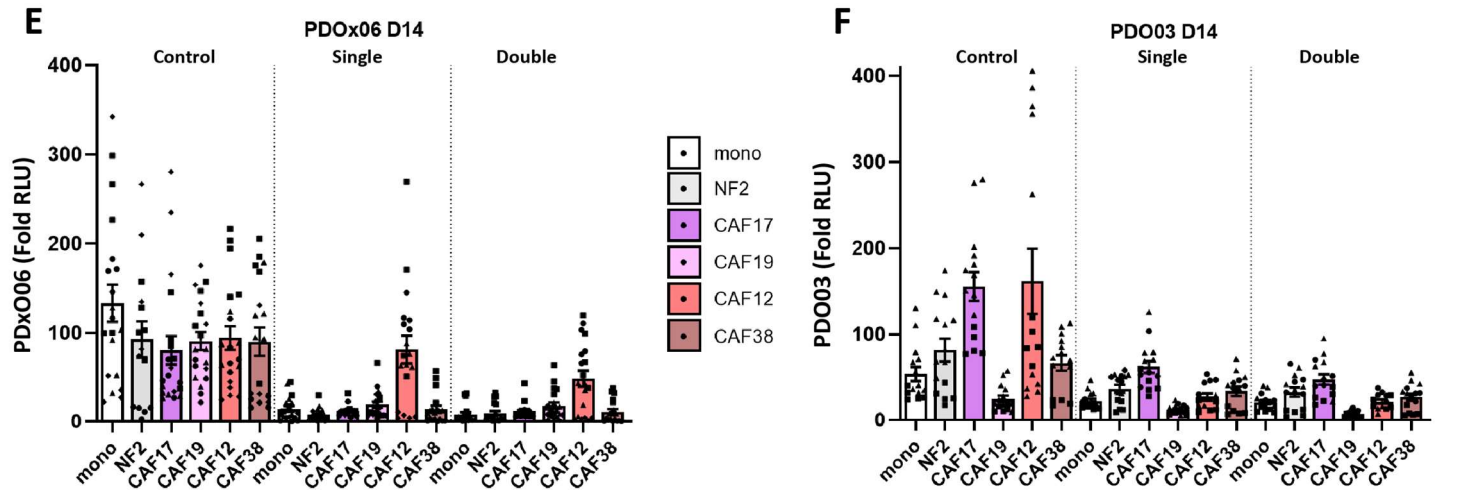 E
PDOx06 D14
Control Single Double
PDxO06 (Fold RLU)
400
300
200
100
0
mono NF2 CAF17 CAF19 CAF12 CAF38 mono NF2 CAF17 CAF19 CAF12 CAF38 mono NF2 CAF17 CAF19 CAF12 CAF38
mono
NF2
CAF17
CAF19
CAF12
CAF38
F
PDO03 D14
Control Single Double
PDO03 (Fold RLU)
400
300
200
100
0
mono NF2 CAF17 CAF19 CAF12 CAF38 mono NF2 CAF17 CAF19 CAF12 CAF38 mono NF2 CAF17 CAF19 CAF12 CAF38